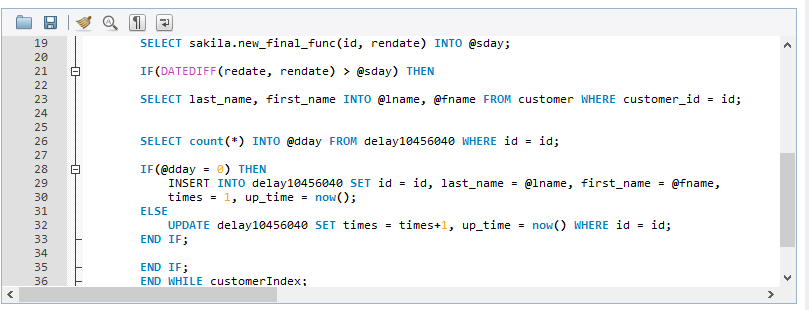 19 SELECT sakila.new_final_func(id, rendate) INTO @sday;
20
21 IF(DATEDIFF(redate, rendate) > @sday) THEN
22
23 SELECT last_name, first_name INTO @lname, @fname FROM customer WHERE customer_id = id;
24
25
26 SELECT count(*) INTO @dday FROM delay10456040 WHERE id = id;
27
28 IF(@dday = 0) THEN
29 INSERT INTO delay10456040 SET id = id, last_name = @lname, first_name = @fname,
30 times = 1, up_time = now();
31 ELSE
32 UPDATE delay10456040 SET times = times+1, up_time = now() WHERE id = id;
33 END IF;
34
35 END IF;
36 END WHILE customerIndex;